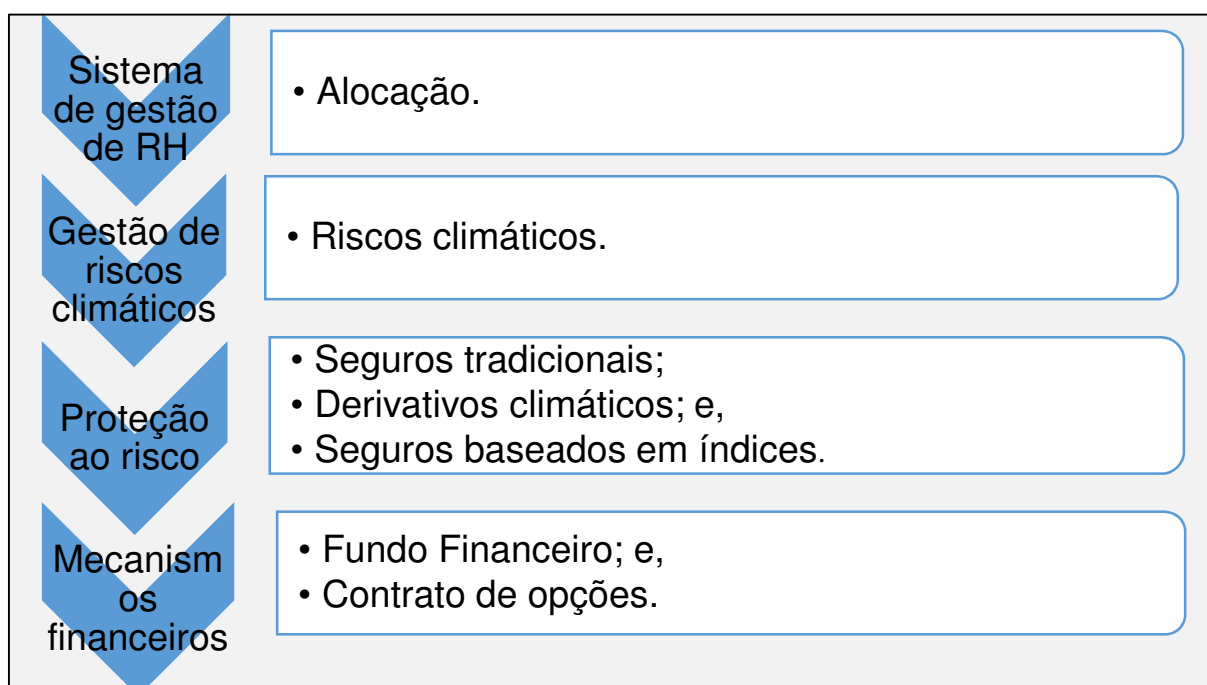 Sistema
de gestão
de RH
• Alocação.
Gestão de
riscos
climáticos
• Riscos climáticos.
Proteção
ao risco
• Seguros tradicionais;
• Derivativos climáticos; e,
• Seguros baseados em índices.
Mecanism
os
financeiros
• Fundo Financeiro; e,
• Contrato de opções.